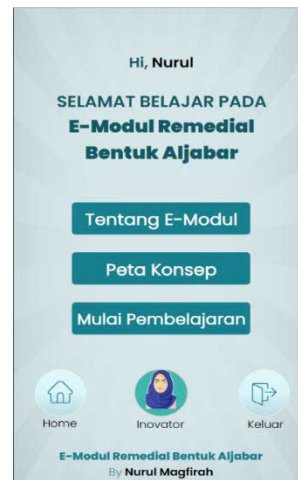 Hi, Nurul
SELAMAT BELAJAR PADA
E-Modul Remedial
Bentuk Aljabar
Tentang E-Modul
Peta Konsep
Mulai Pembelajaran
Home
Inovator
Keluar
E-Modul Remedial Bentuk Aljabar
By Nurul Magfirah